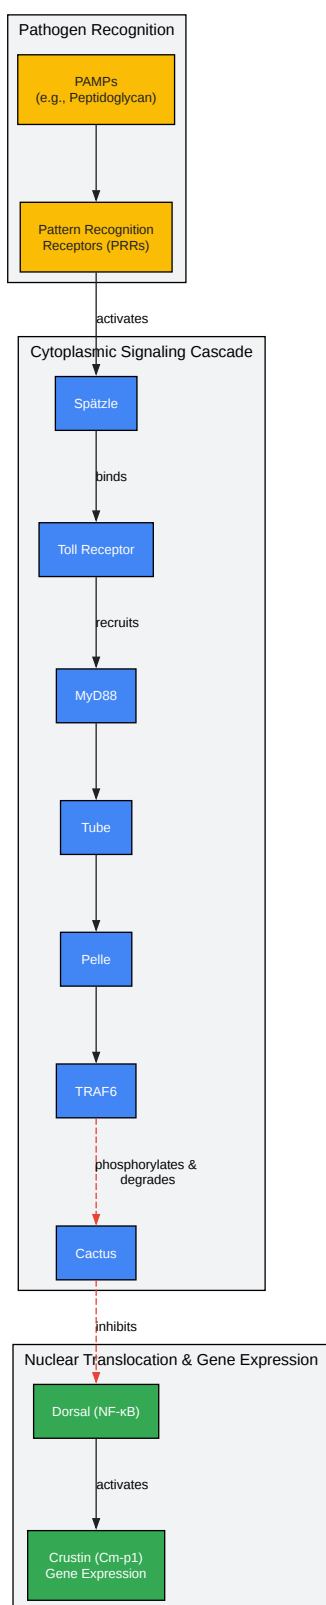 Pathogen Recognition
PAMPs
(e.g., Peptidoglycan)
Pattern Recognition
Receptors (PRRs)
activates
Cytoplasmic Signaling Cascade
Spätzle
binds
Toll Receptor
recruits
MyD88
Tube
Pelle
TRAF6
phosphorylates &
degrades
Cactus
inhibits
Nuclear Translocation & Gene Expression
Dorsal (NF-κB)
activates
Crustin (Cm-p1)
Gene Expression